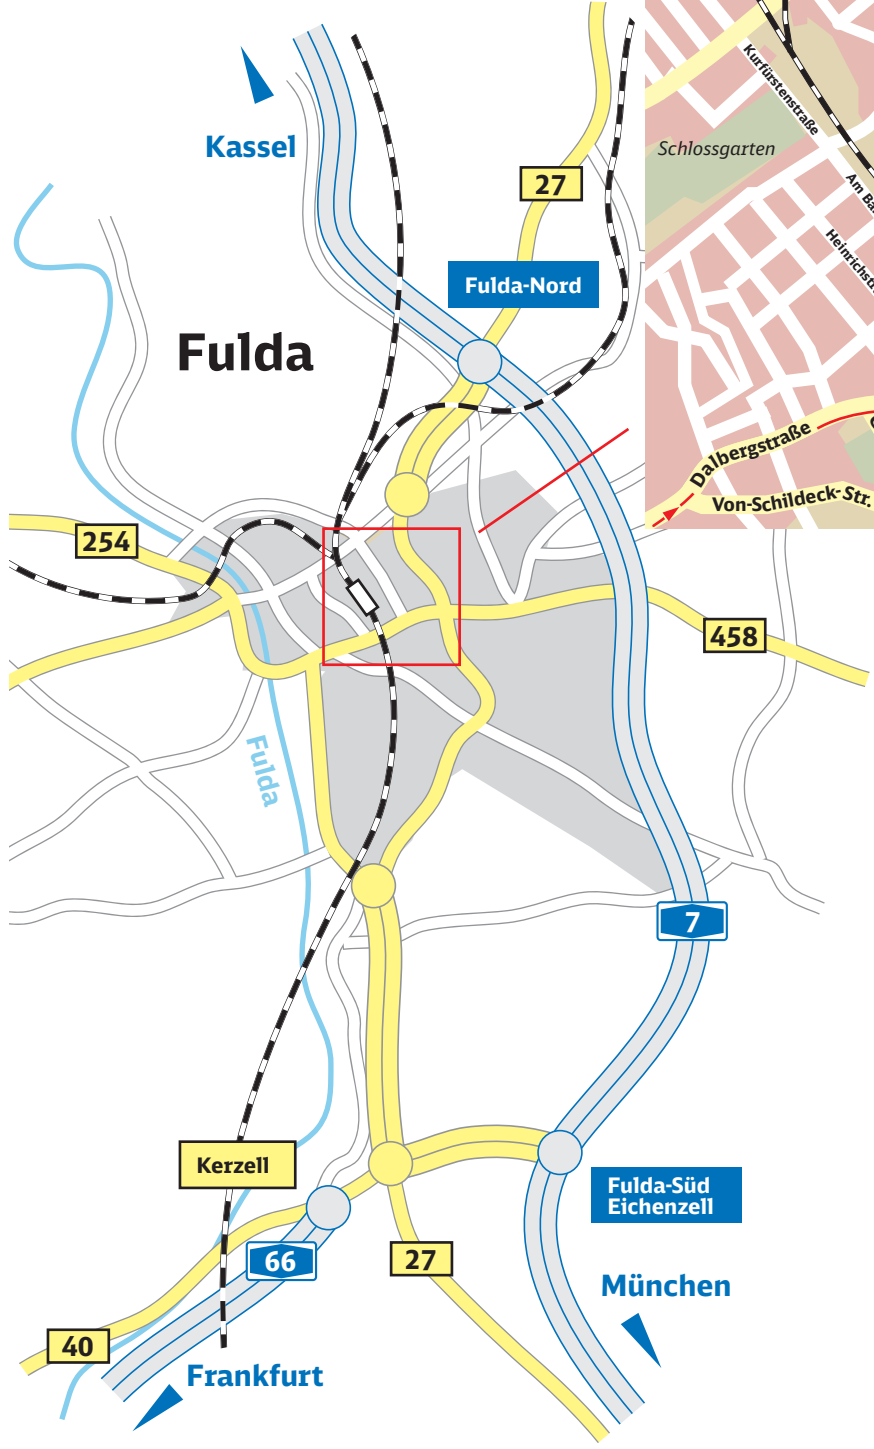 Kassel
27
Fulda-Nord
Fulda
Schlossgarten
Kurfürstenstraße
Am
Dalbergstraße
Von-Schildeck-Str.
254
458
Fulda
7
Kerzell
Fulda-Süd
Eichenzell
66
27
München
40
Frankfurt